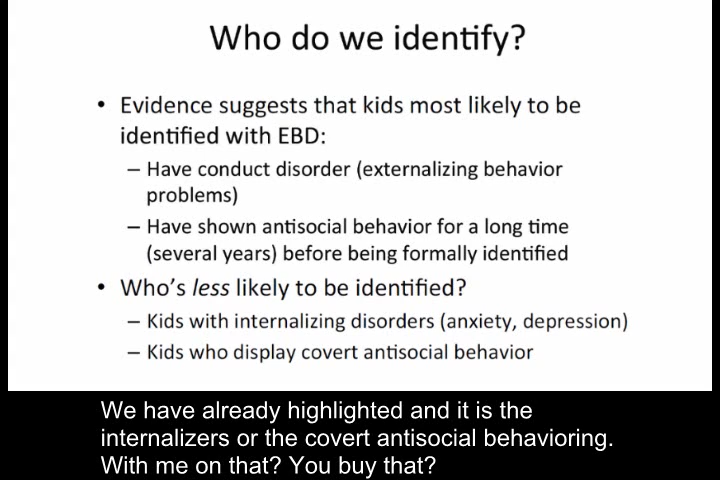 Who do we identify?
• Evidence suggests that kids most likely to be
identified with EBD:
– Have conduct disorder (externalizing behavior
problems)
– Have shown antisocial behavior for a long time
(several years) before being formally identified
• Who's less likely to be identified?
– Kids with internalizing disorders (anxiety, depression)
– Kids who display covert antisocial behavior
We have already highlighted and it is the
internalizers or the covert antisocial behavioring.
With me on that? You buy that?